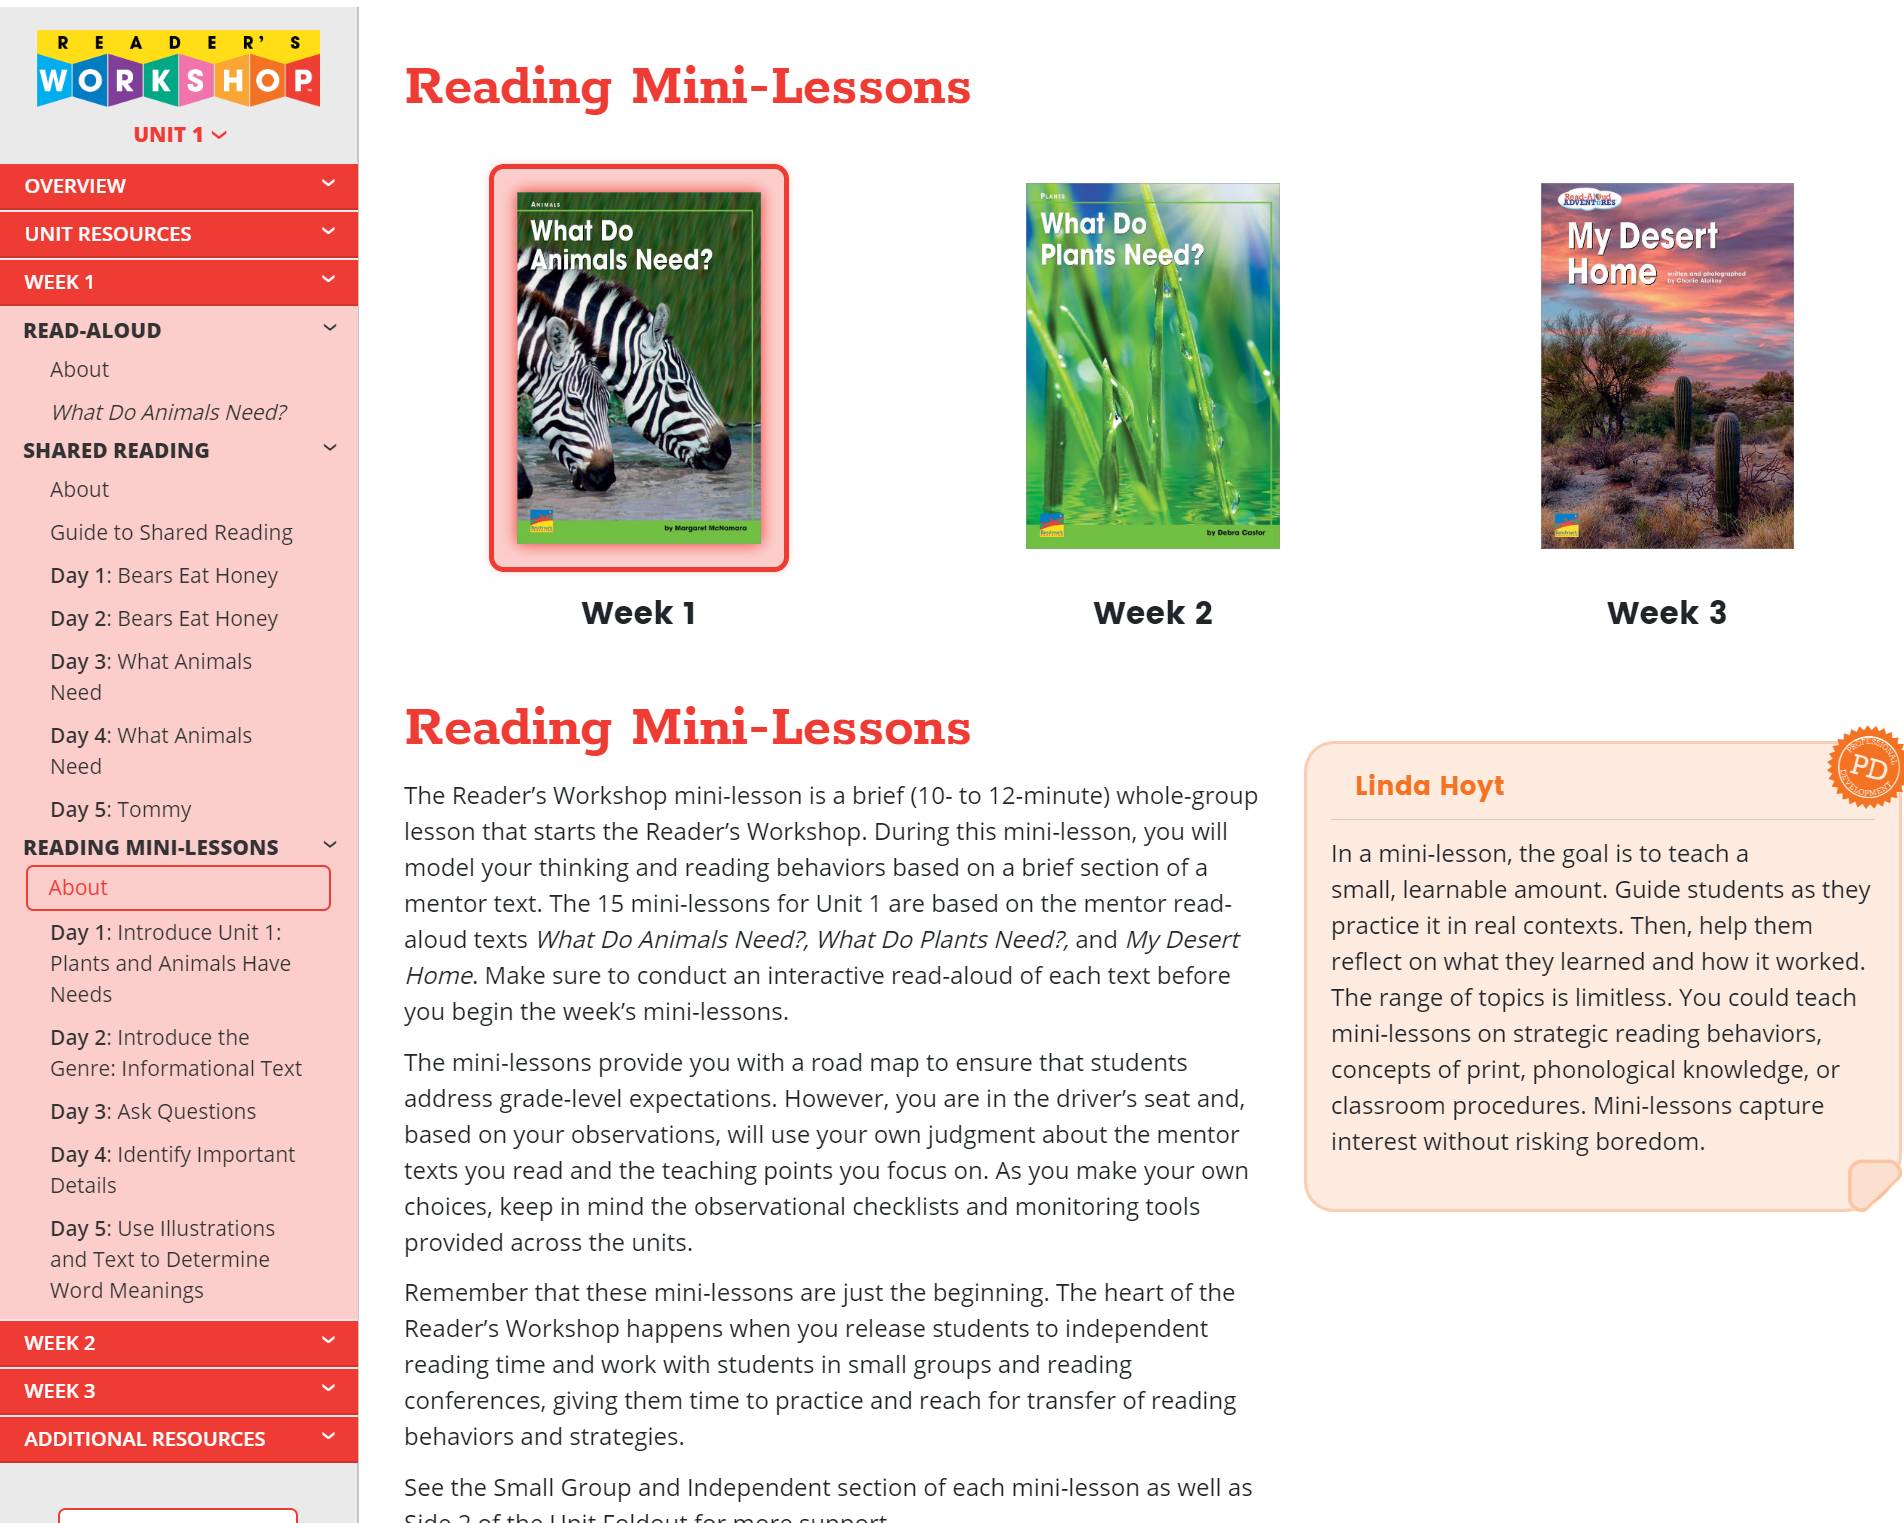 READER'S
WORKSHOP
UNIT 1
OVERVIEW
UNIT RESOURCES
WEEK 1
READ-ALOUD
About
What Do Animals Need?
SHARED READING
About
Guide to Shared Reading
Day 1: Bears Eat Honey
Day 2: Bears Eat Honey
Day 3: What Animals
Need
Day 4: What Animals
Need
Day 5: Tommy
READING MINI-LESSONS
About
Day 1: Introduce Unit 1:
Plants and Animals Have
Needs
Day 2: Introduce the
Genre: Informational Text
Day 3: Ask Questions
Day 4: Identify Important
Details
Day 5: Use Illustrations
and Text to Determine
Word Meanings
WEEK 2
WEEK 3
ADDITIONAL RESOURCES
Reading Mini-Lessons
ANIMALS
What Do
Animals Need?
by Margaret McNamara
Week 1
PLANTS
What Do
Plants Need?
by Debra Castor
Week 2
Read-Aloud
ADVENTURES
My Desert
Home
written and photographed
by Charlie Alolkoy
Week 3
Reading Mini-Lessons
The Reader’s Workshop mini-lesson is a brief (10- to 12-minute) whole-group
lesson that starts the Reader’s Workshop. During this mini-lesson, you will
model your thinking and reading behaviors based on a brief section of a
mentor text. The 15 mini-lessons for Unit 1 are based on the mentor read-
aloud texts What Do Animals Need?, What Do Plants Need?, and My Desert
Home. Make sure to conduct an interactive read-aloud of each text before
you begin the week’s mini-lessons.
The mini-lessons provide you with a road map to ensure that students
address grade-level expectations. However, you are in the driver’s seat and,
based on your observations, will use your own judgment about the mentor
texts you read and the teaching points you focus on. As you make your own
choices, keep in mind the observational checklists and monitoring tools
provided across the units.
Remember that these mini-lessons are just the beginning. The heart of the
Reader’s Workshop happens when you release students to independent
reading time and work with students in small groups and reading
conferences, giving them time to practice and reach for transfer of reading
behaviors and strategies.
See the Small Group and Independent section of each mini-lesson as well as
Side 2 of the Unit Foldout for more support.
PROFESSIONAL
PD
DEVELOPMENT
Linda Hoyt
In a mini-lesson, the goal is to teach a
small, learnable amount. Guide students as they
practice it in real contexts. Then, help them
reflect on what they learned and how it worked.
The range of topics is limitless. You could teach
mini-lessons on strategic reading behaviors,
concepts of print, phonological knowledge, or
classroom procedures. Mini-lessons capture
interest without risking boredom.